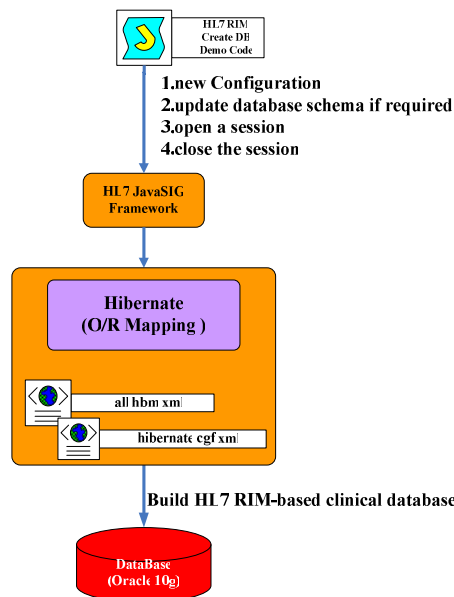 HL7 RIM
Create DB
Demo Code
1.new Configuration
2.update database schema if required
3.open a session
4.close the session
HL7 JavaSIG
Framework
Hibernate
(O/R Mapping )
all hbm xml
hibernate cgf xml
Build HL7 RIM-based clinical database
DataBase
(Oracle 10g)